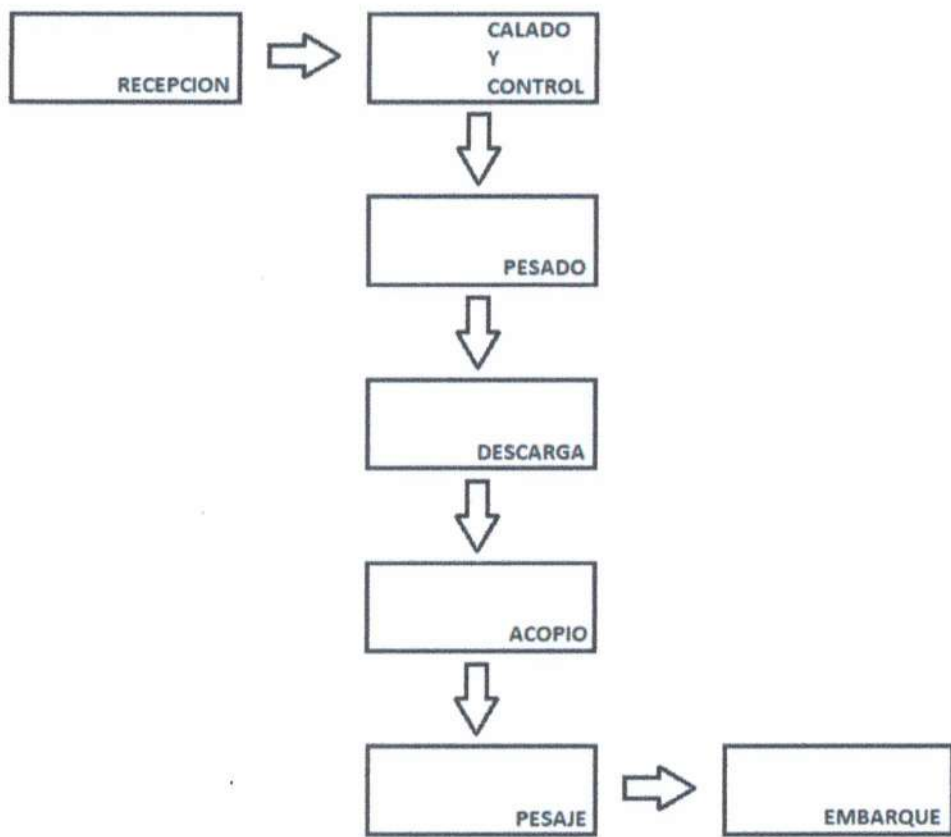 RECEPCION
CALADO
Y
CONTROL
PESADO
DESCARGA
ACOPIO
PESAJE
EMBARQUE